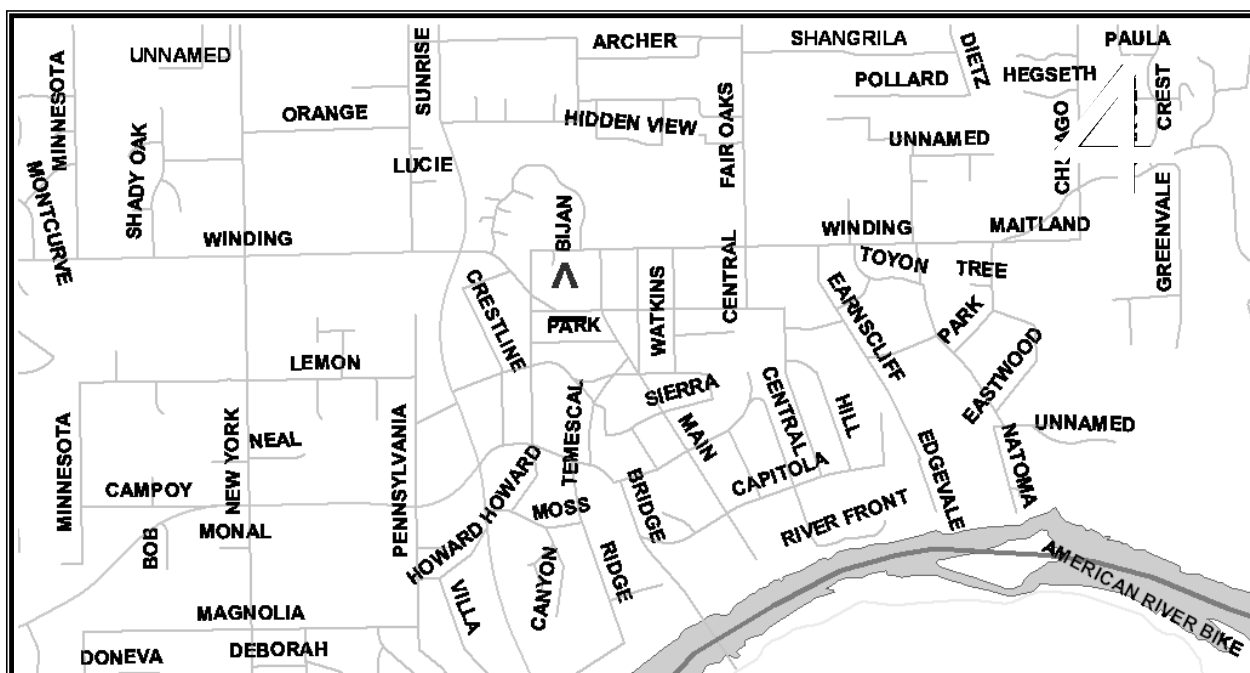 ARCHER
SHANGRILA
PAULA
UNNAMED
SUNRISE
DIETZ
MINNESOTA
POLLARD
HEGSETH
CREST
ORANGE
HIDDEN VIEW
FAIR OAKS
UNNAMED
SHADY OAK
LUCIE
MONTCURVE
WINDING
BIJAN
WINDING
MAITLAND
GREENVALE
TOYON
TREE
CRESTLINE
WATKINS
CENTRAL
EARNSCLIFF
PARK
PARK
LEMON
EASTWOOD
SIERRA
CENTRAL
HILL
TEMESCAL
MAIN
UNNAMED
MINNESOTA
NEW YORK
NEAL
PENNSYLVANIA
EDGEVALE
NATOMA
CAMPOY
HOWARD
BRIDGE
CAPITOLA
MOSS
RIVER FRONT
BOB
MONAL
HOWARD
RIDGE
CANYON
VILLA
AMERICAN RIVER BIKE
MAGNOLIA
DONEVA
DEBORAH